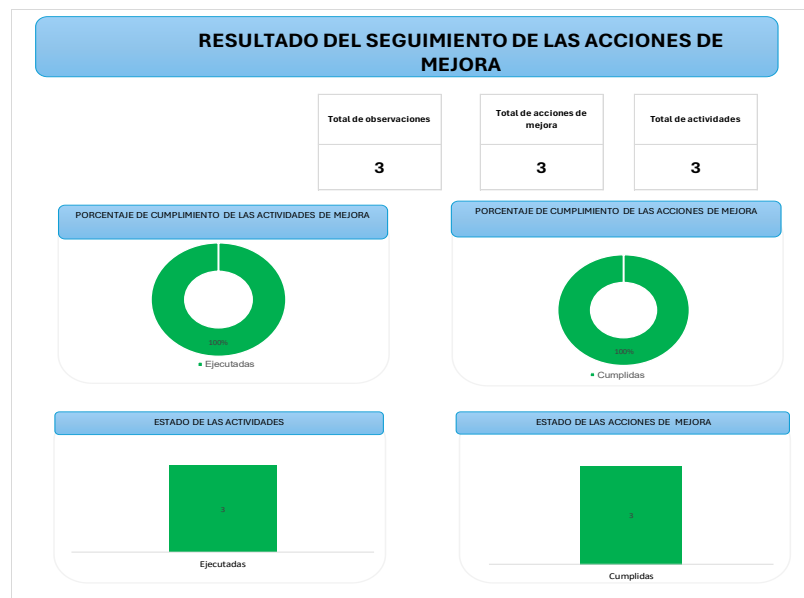 RESULTADO DEL SEGUIMIENTO DE LAS ACCIONES DE
MEJORA
Total de observaciones
3
Total de acciones de
mejora
3
Total de actividades
3
PORCENTAJE DE CUMPLIMIENTO DE LAS ACTIVIDADES DE MEJORA
100%
Ejecutadas
PORCENTAJE DE CUMPLIMIENTO DE LAS ACCIONES DE MEJORA
100%
Cumplidas
ESTADO DE LAS ACTIVIDADES
3
Ejecutadas
ESTADO DE LAS ACCIONES DE MEJORA
3
Cumplidas